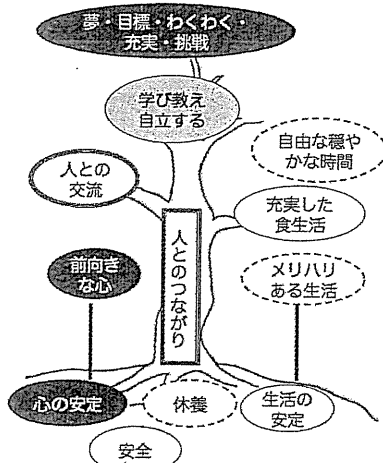 夢・目標・わくわく・
充実・挑戦
学び教え
自立する
自由な穏や
かな時間
人との
交流
充実した
食生活
人とのつながり
前向き
な心
メリハリ
ある生活
心の安定
休養
生活の
安定
安全